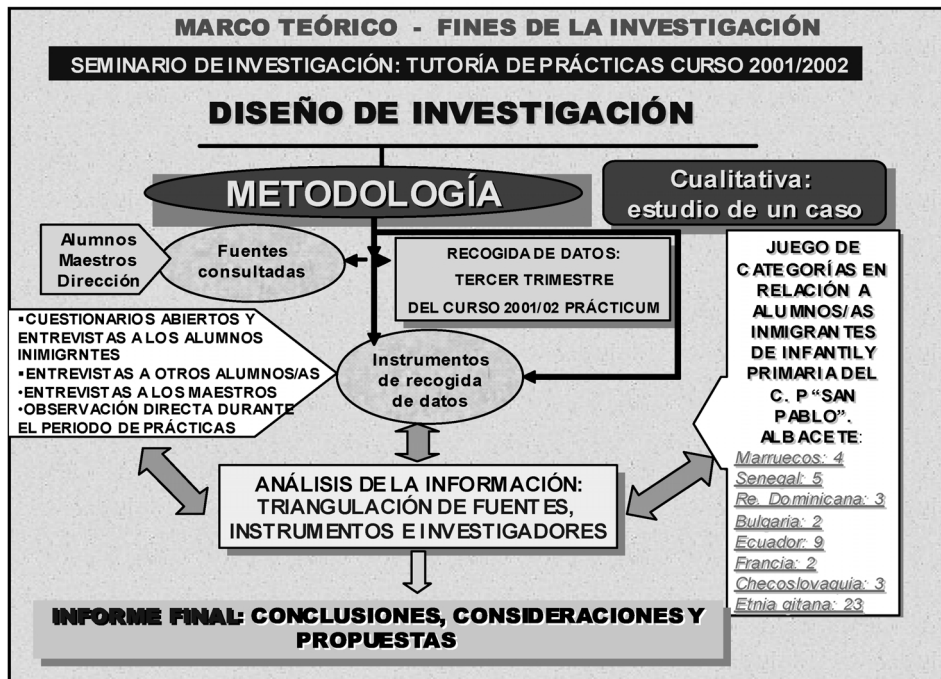 MARCO TEÓRICO - FINES DE LA INVESTIGACIÓN
SEMINARIO DE INVESTIGACIÓN: TUTORÍA DE PRÁCTICAS CURSO 2001/2002
DISEÑO DE INVESTIGACIÓN
METODOLOGÍA
Cualitativa:
estudio de un caso
Alumnos
Maestros
Dirección
Fuentes
consultadas
RECOGIDA DE DATOS:
TERCER TRIMESTRE
DEL CURSO 2001/02 PRÁCTICUM
▪CUESTIONARIOS ABIERTOS Y
ENTREVISTAS A LOS ALUMNOS
INIMIGRNTES
▪ENTREVISTAS A OTROS ALUMNOS/AS
•ENTREVISTAS A LOS MAESTROS
•OBSERVACIÓN DIRECTA DURANTE
EL PERIODO DE PRÁCTICAS
Instrumentos
de recogida
de datos
JUEGO DE
CATEGORÍAS EN
RELACIÓN A
ALUMNOS/AS
INMIGRANTES
DE INFANTIL Y
PRIMARIA DEL
C. P “SAN
PABLO”.
ALBACETE:
Marruecos: 4
Senegal: 5
Re. Dominicana: 3
Bulgaria: 2
Ecuador: 9
Francia: 2
Checoslovaquia: 3
Etnia gitana: 23
ANÁLISIS DE LA INFORMACIÓN:
TRIANGULACIÓN DE FUENTES,
INSTRUMENTOS E INVESTIGADORES
INFORME FINAL: CONCLUSIONES, CONSIDERACIONES Y
PROPUESTAS